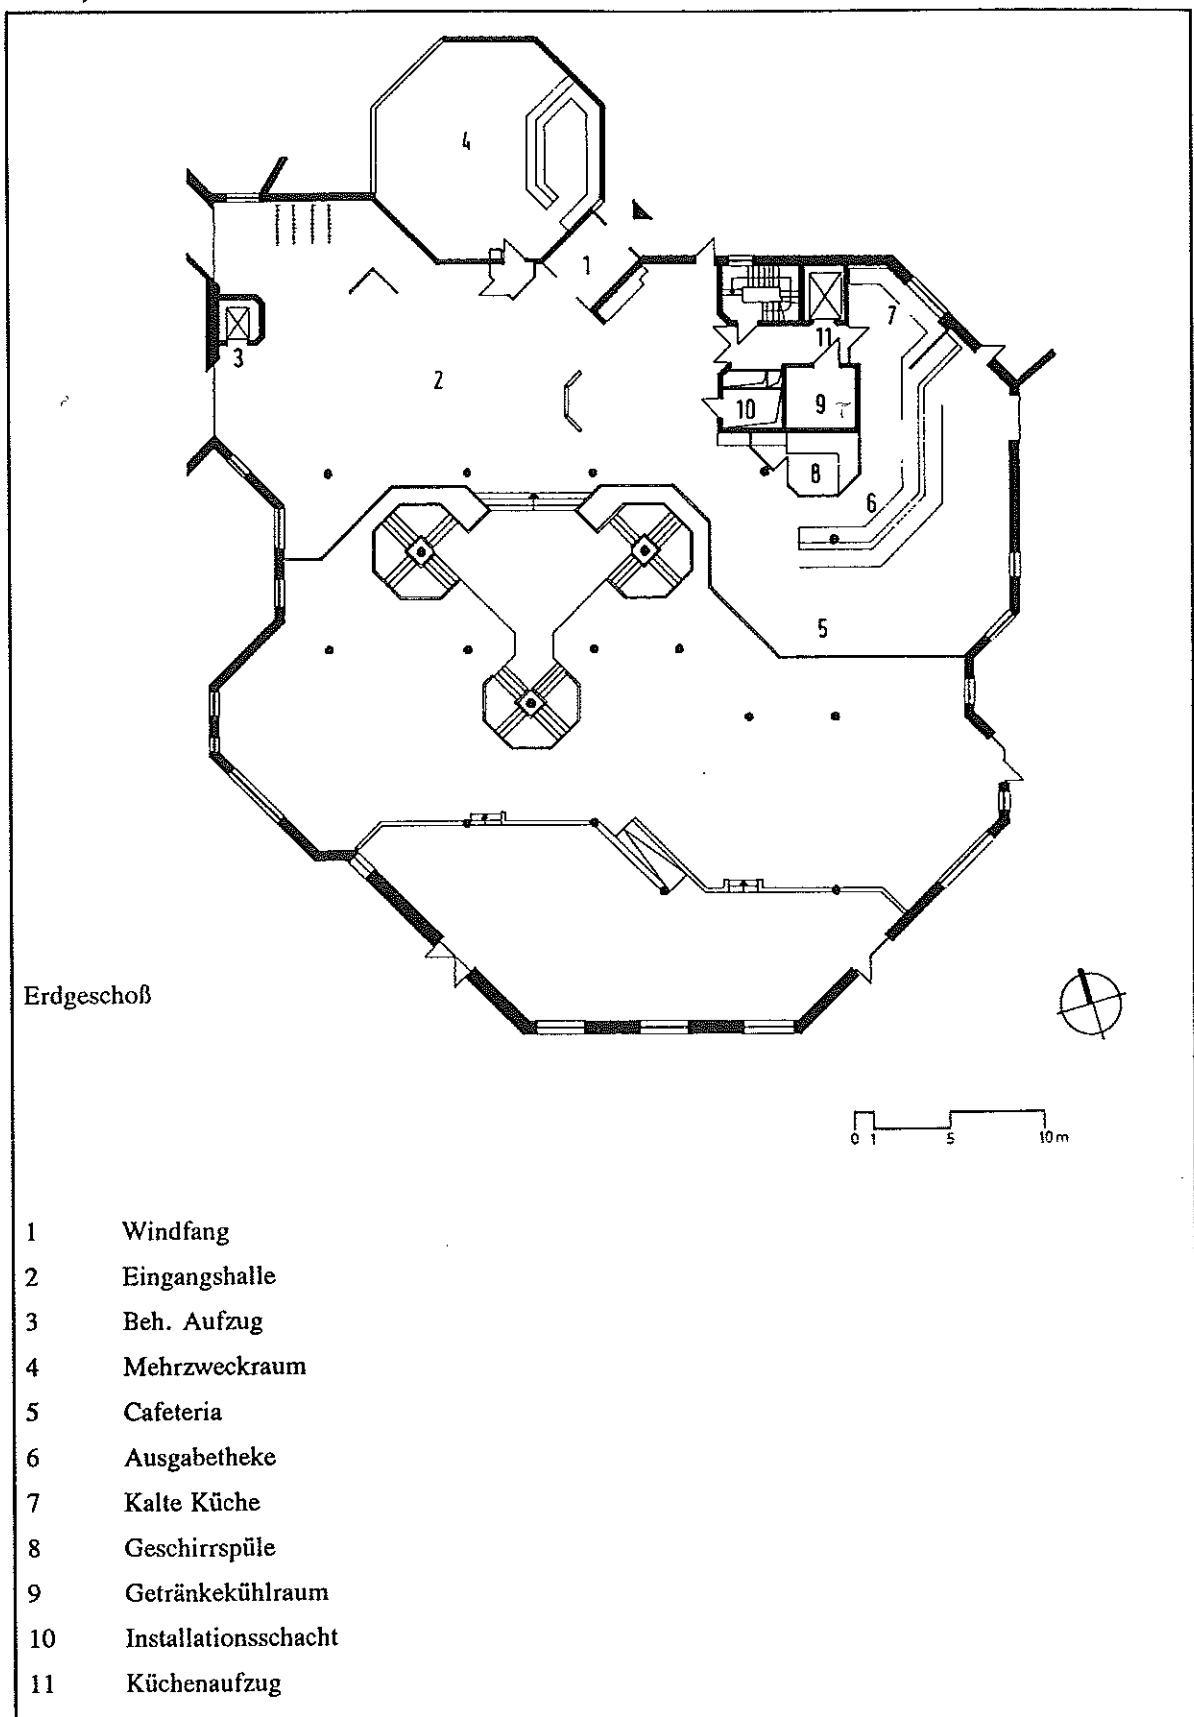 4
1
7
3
2
11
10
9
8
6
5
Erdgeschoß
0 1 5 10m
1 Windfang
2 Eingangshalle
3 Beh. Aufzug
4 Mehrzweckraum
5 Cafeteria
6 Ausgabetheke
7 Kalte Küche
8 Geschirrspüle
9 Getränkekühlraum
10 Installationsschacht
11 Küchenaufzug